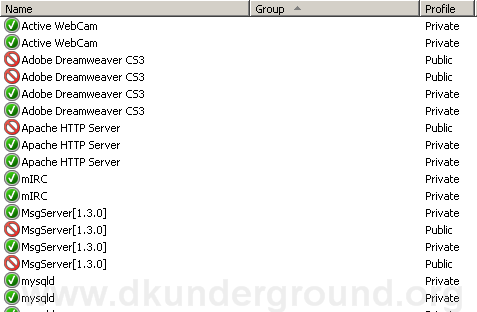 Name Group Profile
Active WebCam Private
Active WebCam Private
Adobe Dreamweaver CS3 Public
Adobe Dreamweaver CS3 Public
Adobe Dreamweaver CS3 Private
Adobe Dreamweaver CS3 Private
Apache HTTP Server Public
Apache HTTP Server Private
Apache HTTP Server Private
mIRC Private
mIRC Private
MsgServer[1.3.0] Private
MsgServer[1.3.0] Public
MsgServer[1.3.0] Private
MsgServer[1.3.0] Public
mysqld Private
mysqld Private
www.dkunderground.org